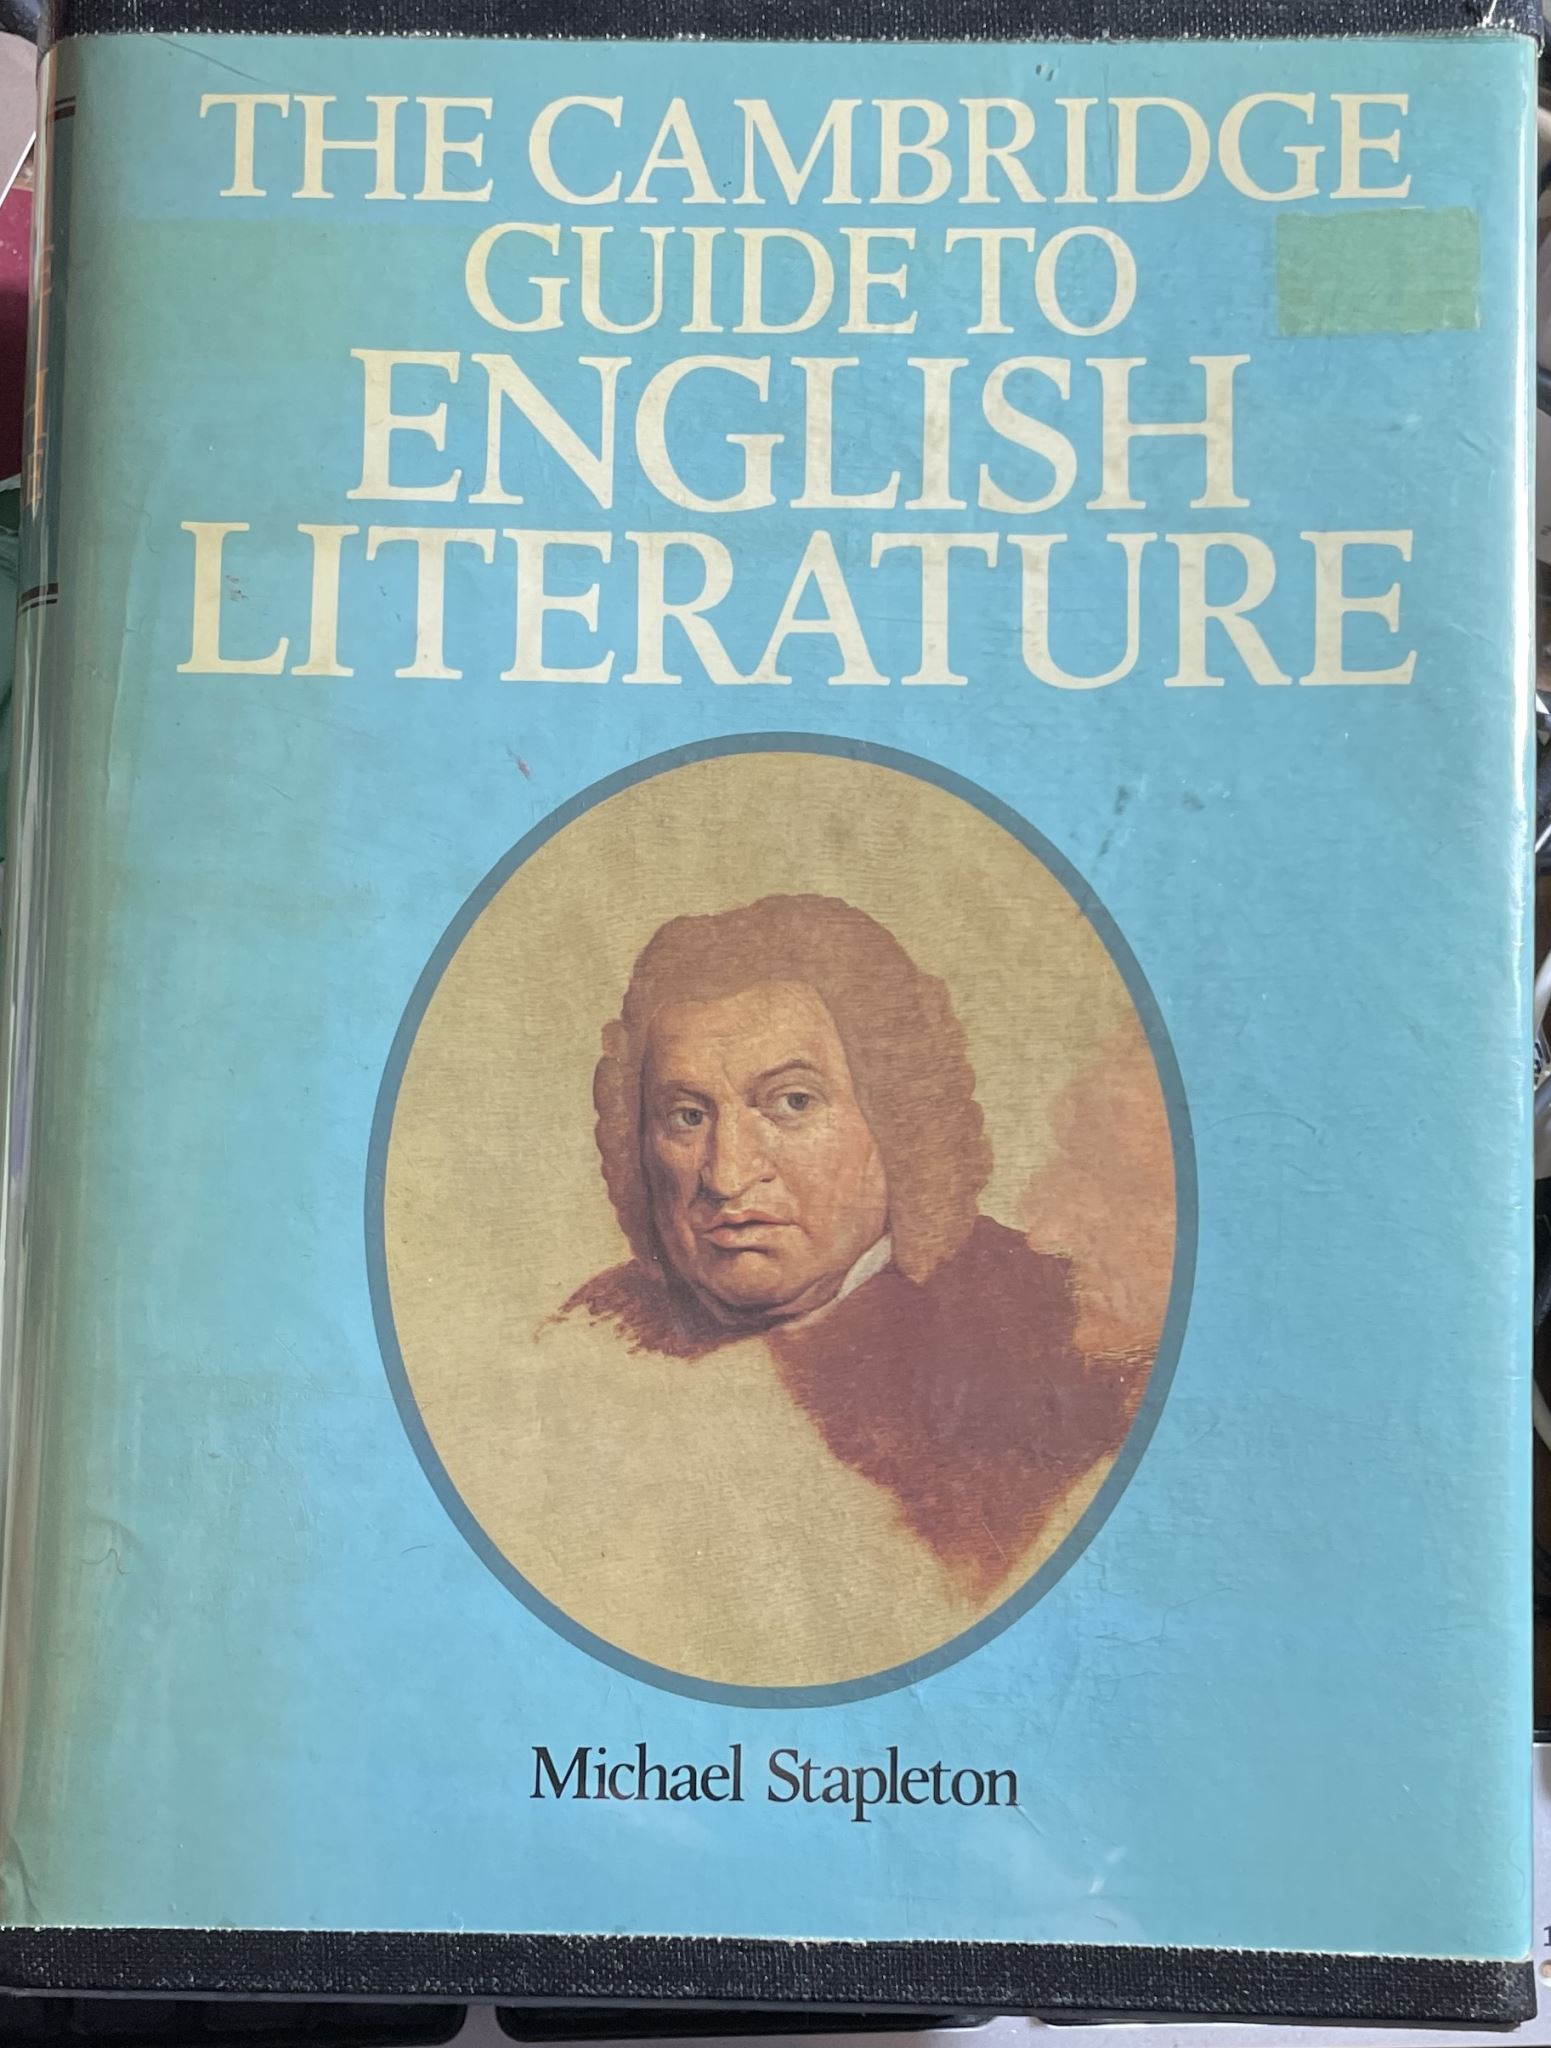 THE CAMBRIDGE
GUIDE TO
ENGLISH
LITERATURE
Michael Stapleton